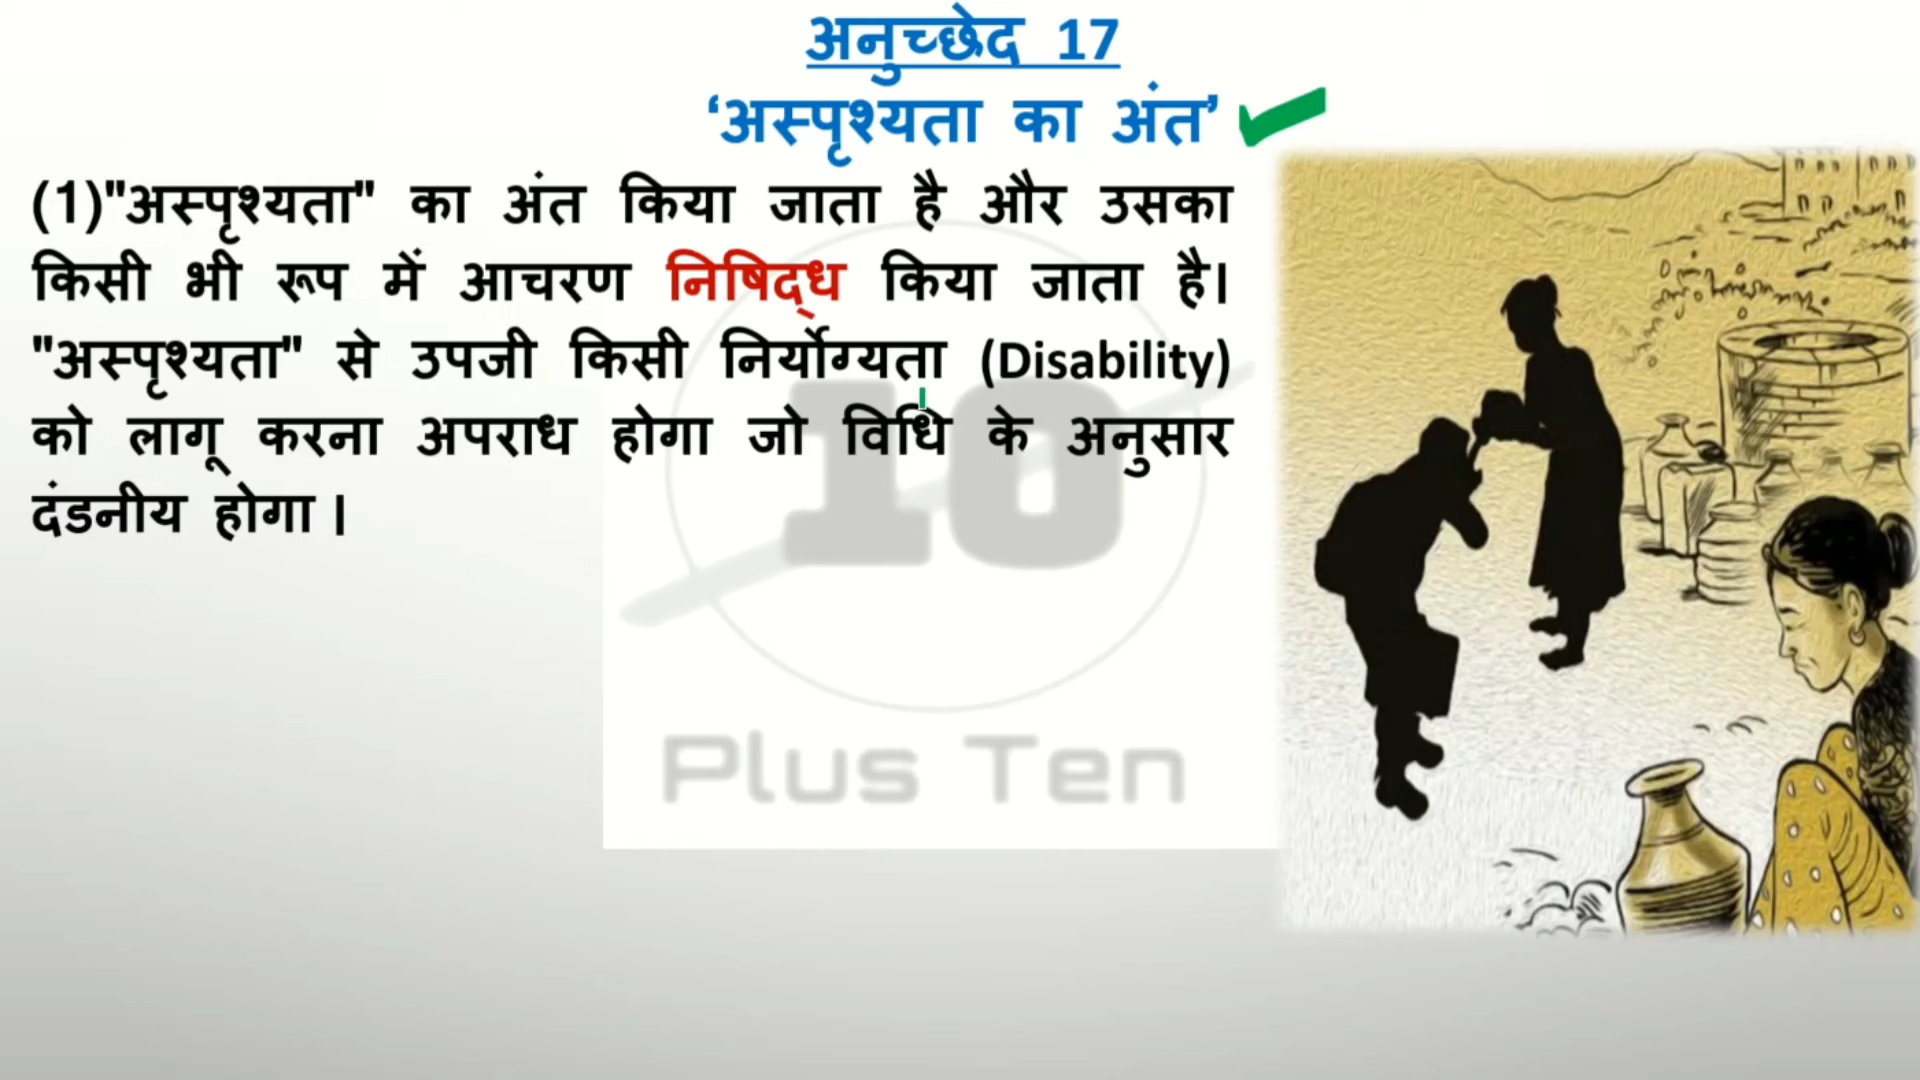 अनुच्छेद 17
‘अस्पृश्यता का अंत’
(1)"अस्पृश्यता" का अंत किया जाता है और उसका
किसी भी रूप में आचरण निषिद्ध किया जाता है।
"अस्पृश्यता" से उपजी किसी निर्योग्यता (Disability)
को लागू करना अपराध होगा जो विधि के अनुसार
दंडनीय होगा ।
10
Plus Ten